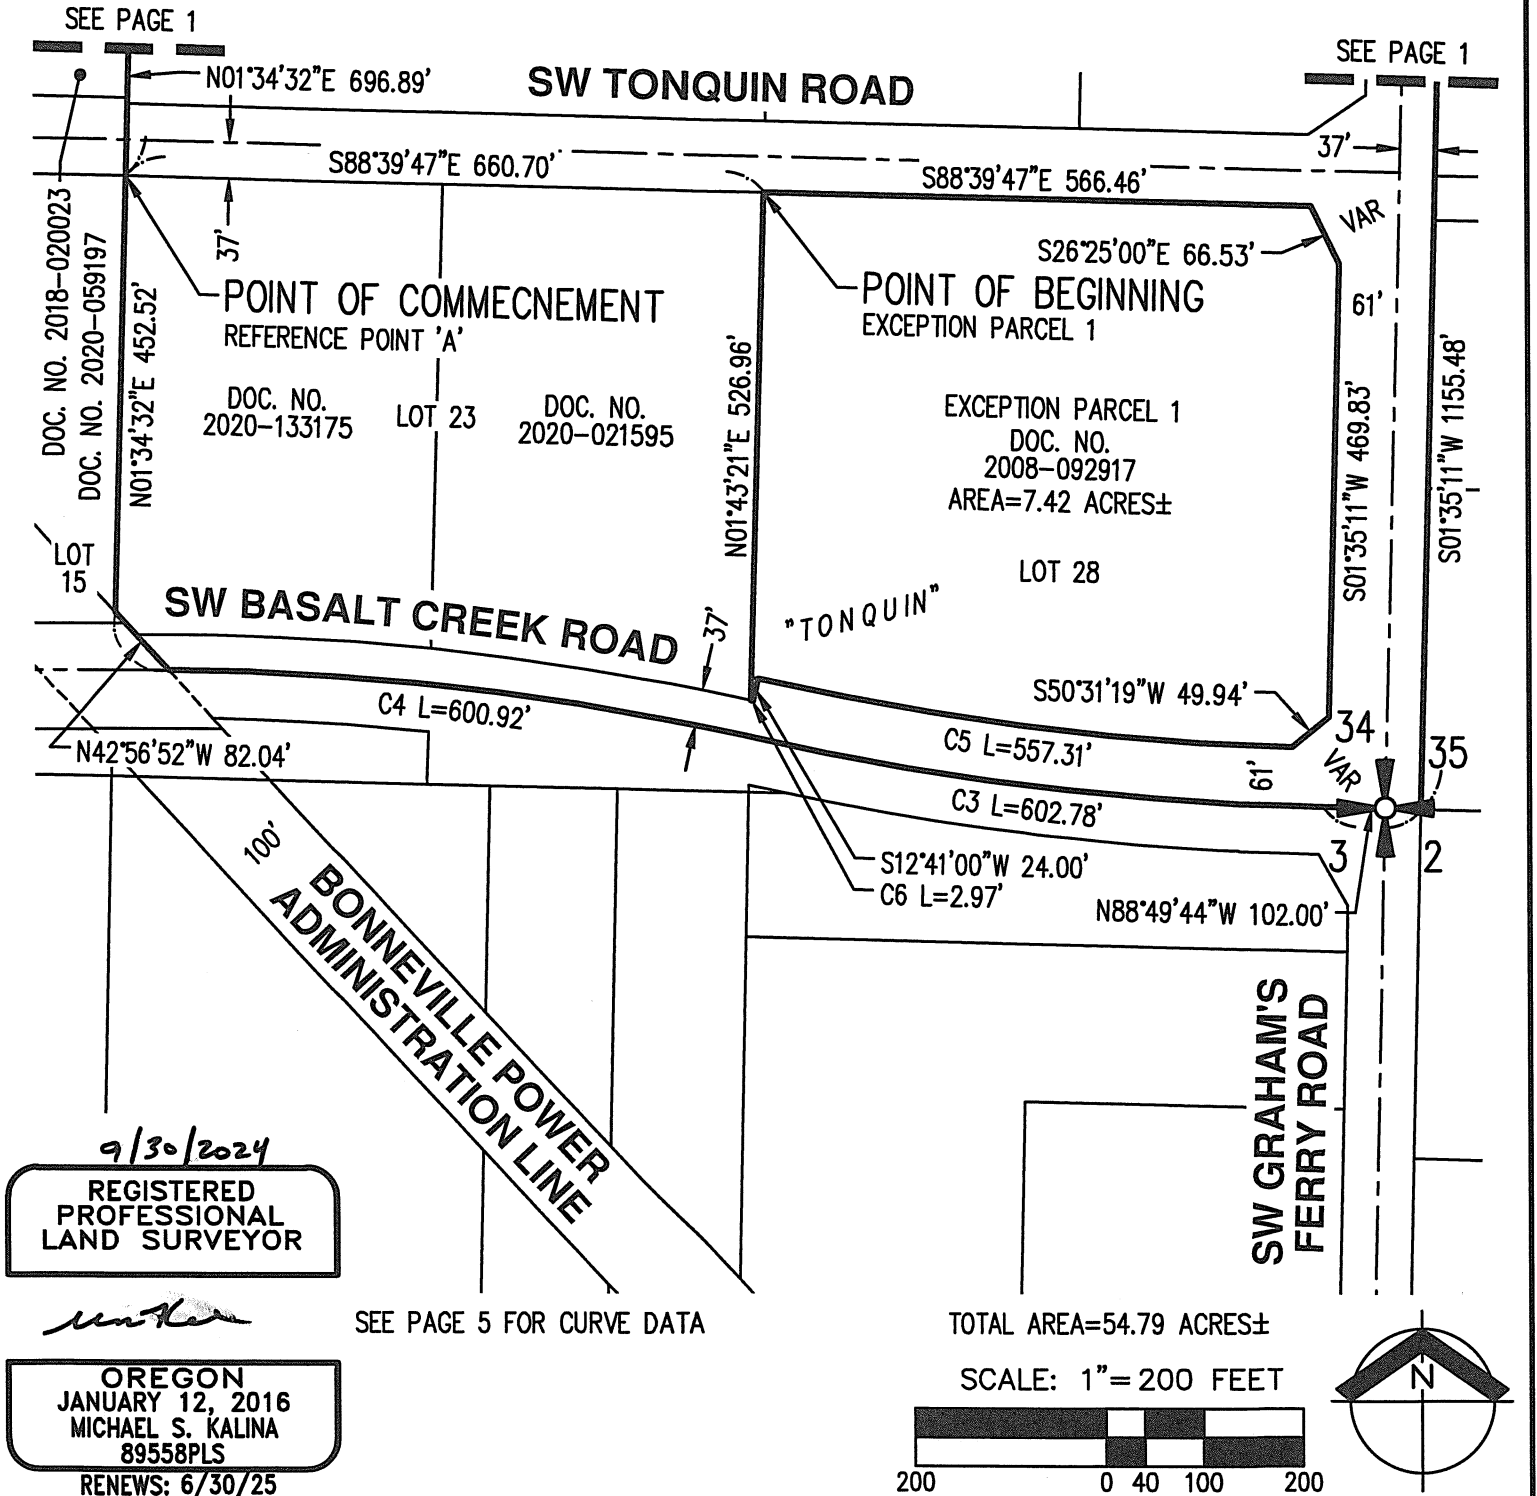 SEE PAGE 1
SEE PAGE 1
N01°34'32"E 696.89'
SW TONQUIN ROAD
37'
S88°39'47"E 660.70'
S88°39'47"E 566.46'
37'
VAR
S26°25'00"E 66.53'
DOC. NO. 2018-020023
DOC. NO. 2020-059197
N01°34'32"E 452.52'
POINT OF COMMECNEMENT
REFERENCE POINT 'A'
POINT OF BEGINNING
EXCEPTION PARCEL 1
61'
DOC. NO.
2020-133175
LOT 23
DOC. NO.
2020-021595
N01°43'21"E 526.96'
EXCEPTION PARCEL 1
DOC. NO.
2008-092917
AREA=7.42 ACRES±
LOT 28
S01°35'11"W 469.83'
S01°35'11"W 1155.48'
LOT
15
SW BASALT CREEK ROAD
37'
"TONQUIN"
S50°31'19"W 49.94'
C4 L=600.92'
C5 L=557.31'
34
35
VAR
61'
N42°56'52"W 82.04'
C3 L=602.78'
3
2
S12°41'00"W 24.00'
C6 L=2.97'
N88°49'44"W 102.00'
100'
BONNEVILLE POWER
ADMINISTRATION LINE
SW GRAHAM'S
FERRY ROAD
9/30/2024
REGISTERED
PROFESSIONAL
LAND SURVEYOR
OREGON
JANUARY 12, 2016
MICHAEL S. KALINA
89558PLS
RENEWS: 6/30/25
SEE PAGE 5 FOR CURVE DATA
TOTAL AREA=54.79 ACRES±
SCALE: 1"=200 FEET
200 0 40 100 200
N